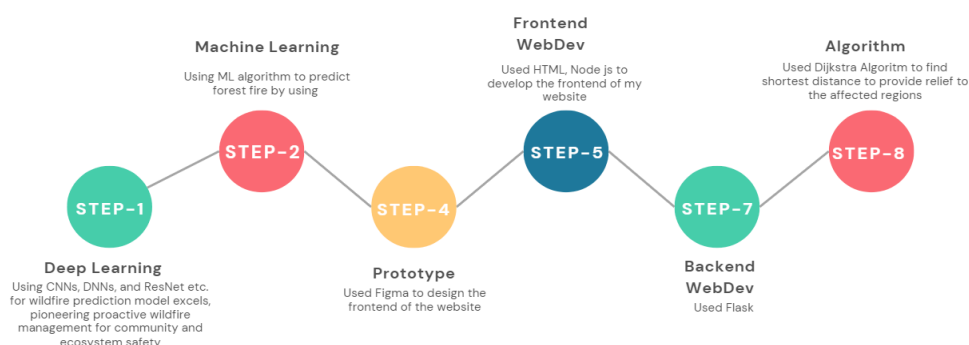 STEP-1
Deep Learning
Using CNNs, DNNs, and ResNet etc.
for wildfire prediction model excels,
pioneering proactive wildfire
management for community and
ecosystem safety
Machine Learning
Using ML algorithm to predict
forest fire by using
STEP-2
STEP-4
Prototype
Used Figma to design the
frontend of the website
Frontend
WebDev
Used HTML, Node js to
develop the frontend of my
website
STEP-5
STEP-7
Backend
WebDev
Used Flask
Algorithm
Used Dijkstra Algoritm to find
shortest distance to provide relief to
the affected regions
STEP-8